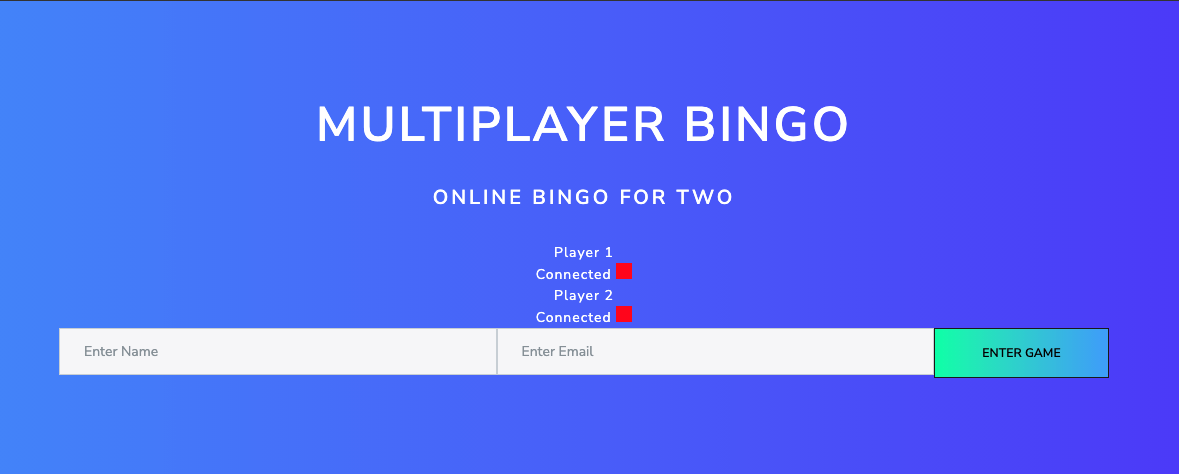 MULTIPLAYER BINGO
ONLINE BINGO FOR TWO
Player 1
Connected
Player 2
Connected
Enter Name
Enter Email
ENTER GAME